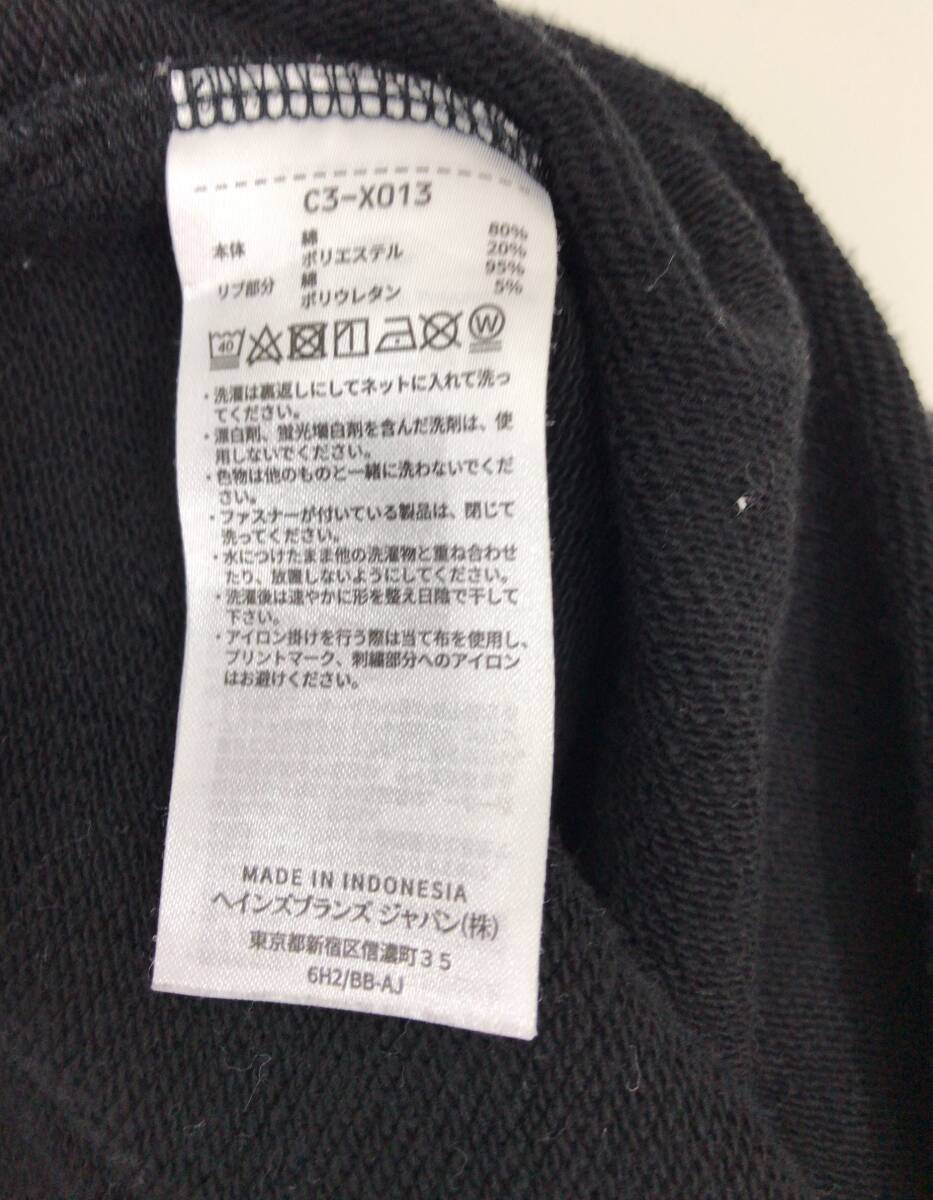 C3-X013
本体 綿 80%
ポリエステル 20%
リブ部分 綿 95%
ポリウレタン 5%
40 W
・洗濯は裏返しにしてネットに入れて洗っ
てください。
・漂白剤、蛍光増白剤を含んだ洗剤は、使
用しないでください。
・色物は他のものと一緒に洗わないでくだ
さい。
・ファスナーが付いている製品は、閉じて
洗ってください。
・水につけたまま他の洗濯物と重ね合わせ
たり、放置しないようにしてください。
・洗濯後は速やかに形を整え日陰で干して
下さい。
・アイロン掛けを行う際は当て布を使用し、
プリントマーク、刺繍部分へのアイロン
はお避けください。
MADE IN INDONESIA
ヘインズブランズ ジャパン(株)
東京都新宿区信濃町35
6H2/BB-AJ